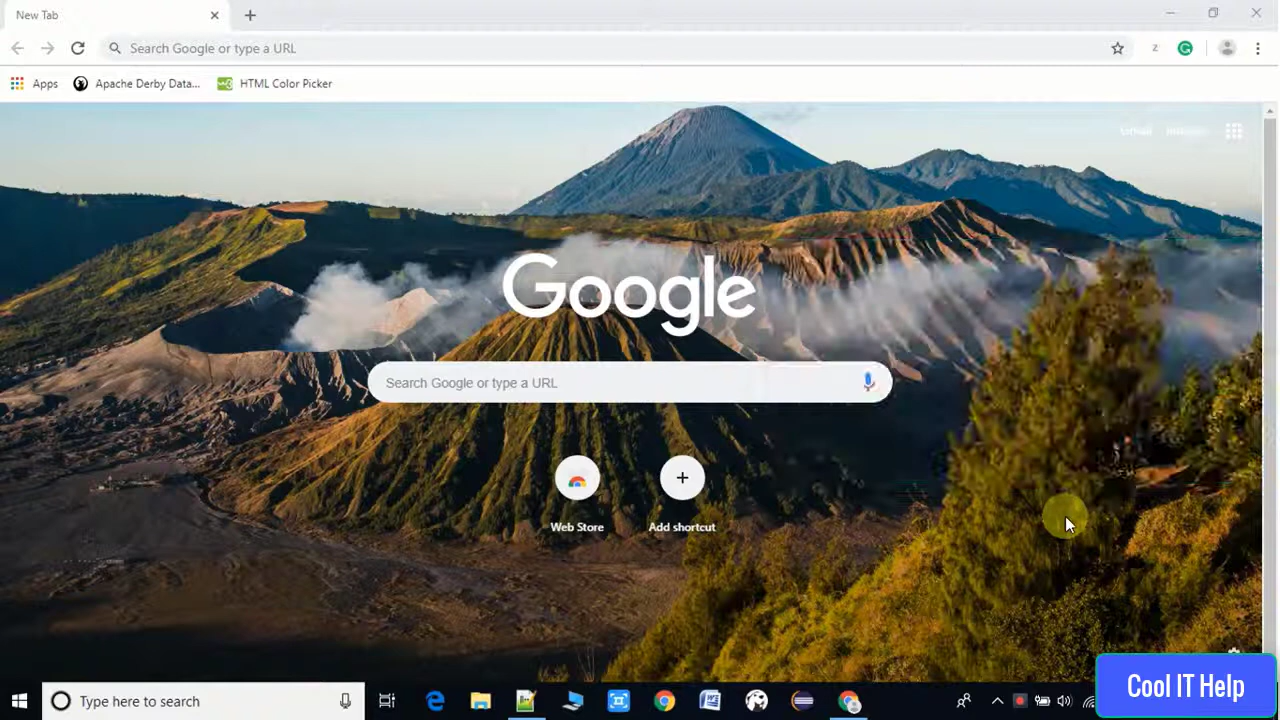 New Tab
Search Google or type a URL
Apps
Apache Derby Data...
HTML Color Picker
Gmail
Google
Search Google or type a URL
Web Store
Add shortcut
Type here to search
Cool IT Help